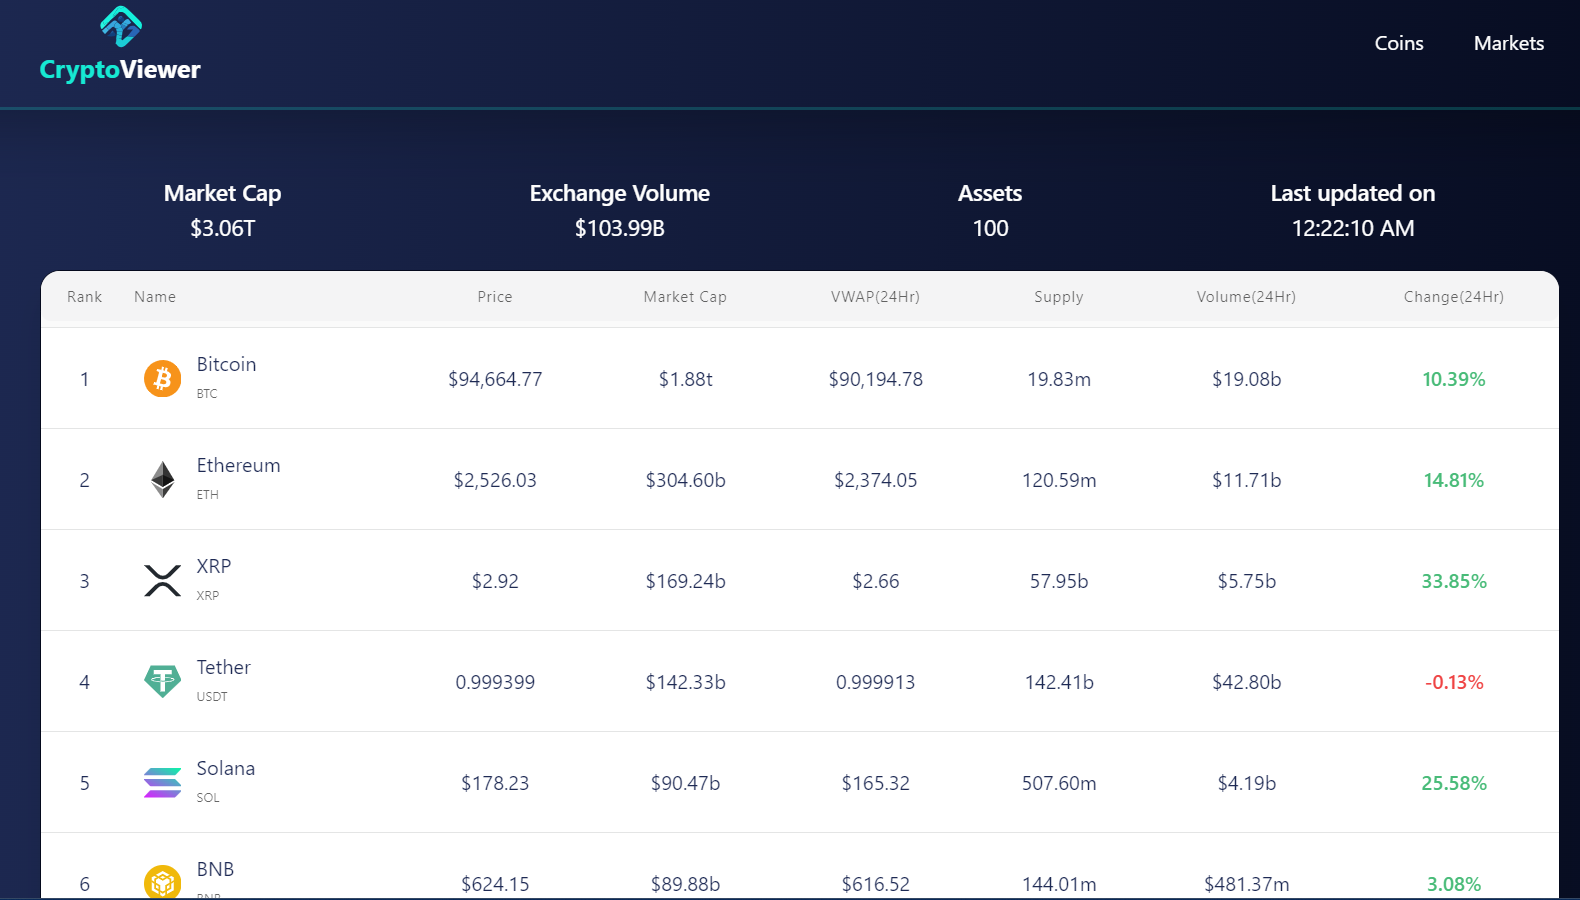 CryptoViewer
Coins Markets
Market Cap Exchange Volume Assets Last updated on
$3.06T $103.99B 100 12:22:10 AM
Rank Name Price Market Cap VWAP(24Hr) Supply Volume(24Hr) Change(24Hr)
1 Bitcoin $94,664.77 $1.88t $90,194.78 19.83m $19.08b 10.39%
BTC
2 Ethereum $2,526.03 $304.60b $2,374.05 120.59m $11.71b 14.81%
ETH
3 XRP $2.92 $169.24b $2.66 57.95b $5.75b 33.85%
XRP
4 Tether 0.999399 $142.33b 0.999913 142.41b $42.80b -0.13%
USDT
5 Solana $178.23 $90.47b $165.32 507.60m $4.19b 25.58%
SOL
6 BNB $624.15 $89.88b $616.52 144.01m $481.37m 3.08%
BNB